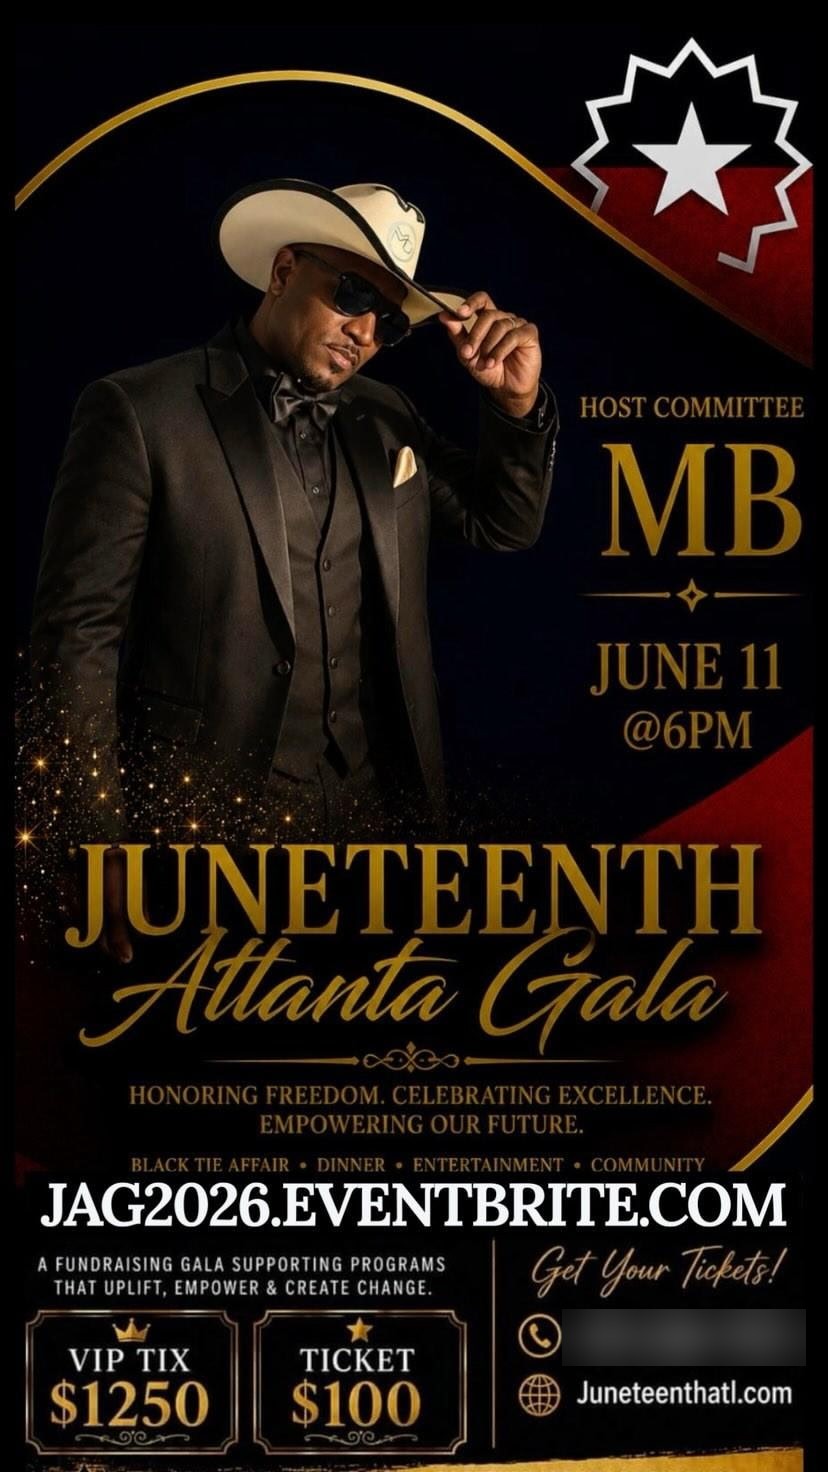 HOST COMMITTEE
MB
JUNE 11
@6PM
JUNETEENTH
Atlanta Gala
HONORING FREEDOM. CELEBRATING EXCELLENCE.
EMPOWERING OUR FUTURE.
BLACK TIE AFFAIR • DINNER • ENTERTAINMENT • COMMUNITY
JAG2026.EVENTBRITE.COM
A FUNDRAISING GALA SUPPORTING PROGRAMS
THAT UPLIFT, EMPOWER & CREATE CHANGE.
VIP TIX
$1250
TICKET
$100
Get Your Tickets!
Juneteenthatl.com